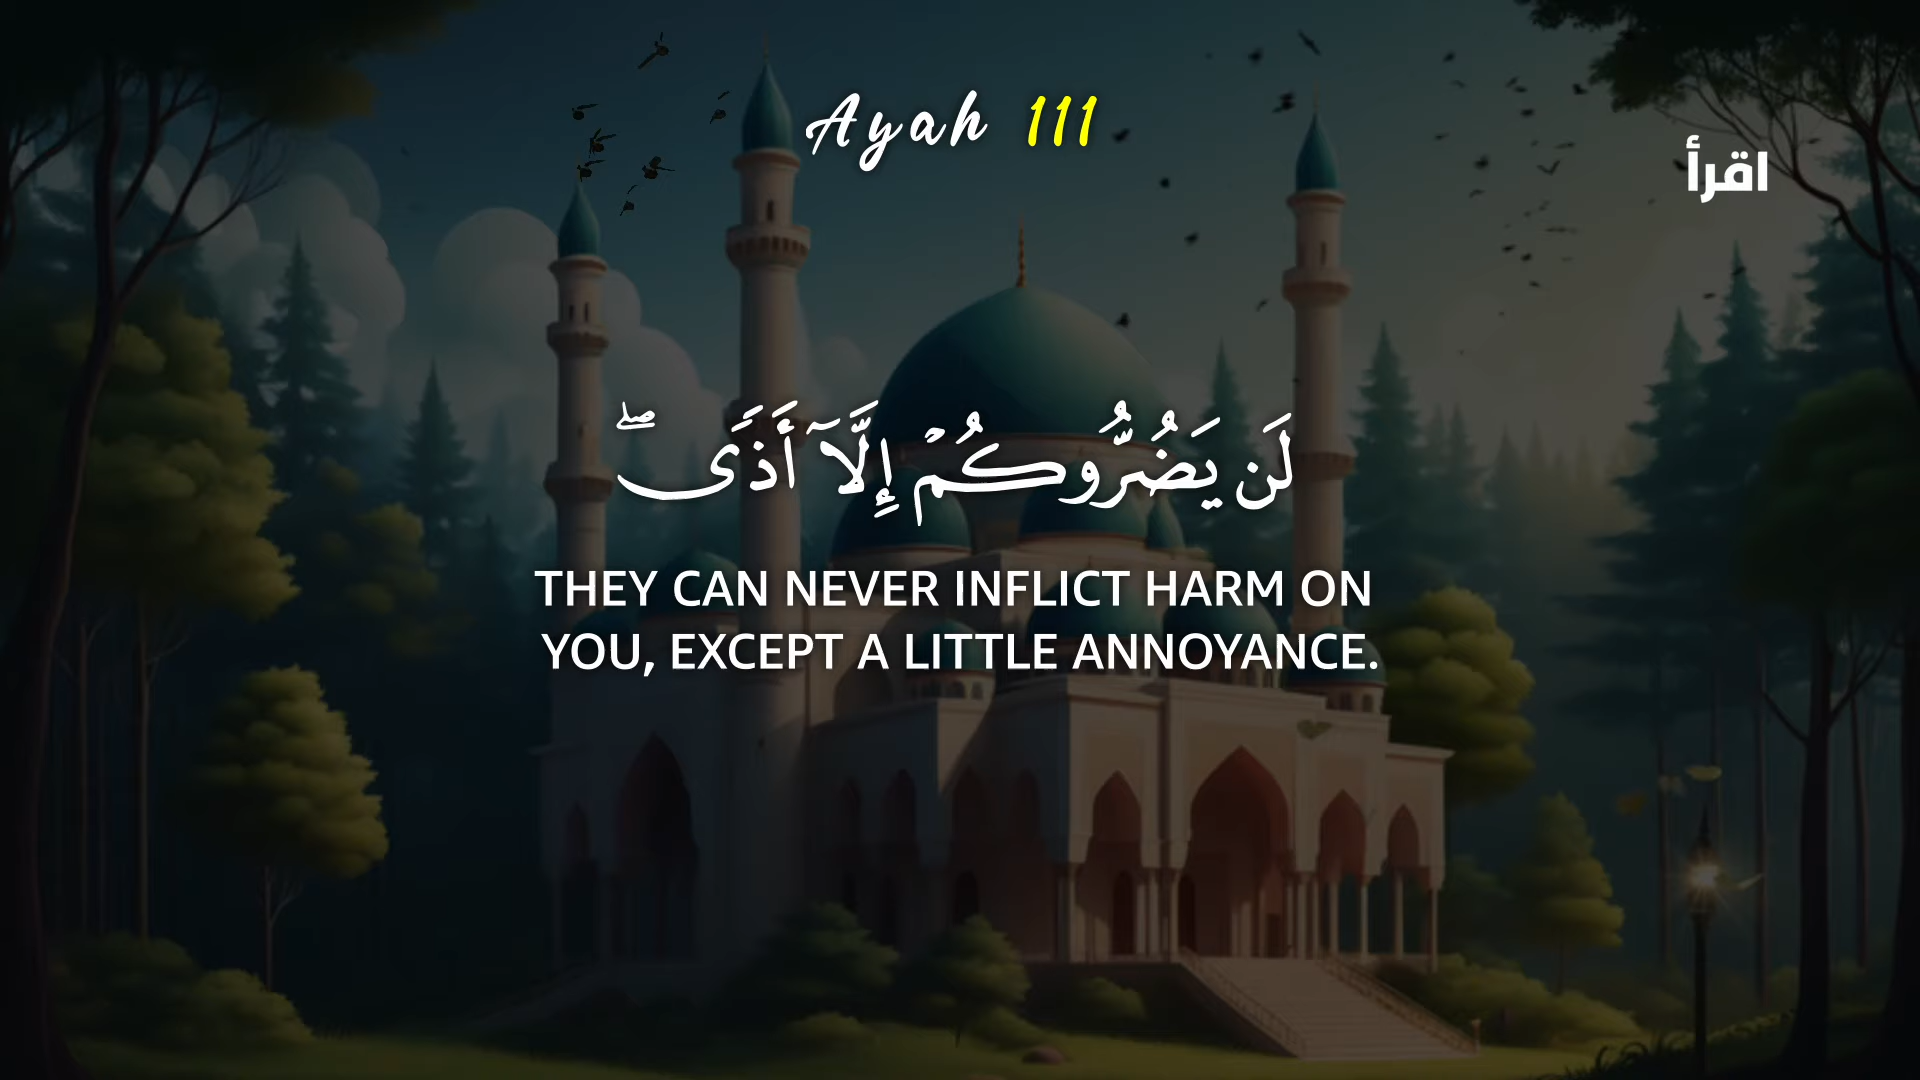 Ayah 111
اقرأ
لَن يَضُرُّوكُمْ إِلَّآ أَذًى ۖ
THEY CAN NEVER INFLICT HARM ON
YOU, EXCEPT A LITTLE ANNOYANCE.